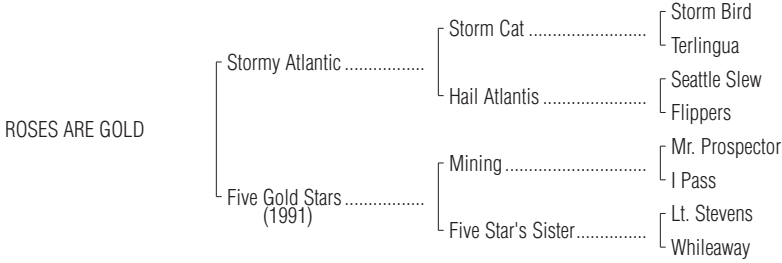 Storm Bird
Storm Cat ........................
Terlingua
Stormy Atlantic ................
Seattle Slew
Hail Atlantis .....................
Flippers
ROSES ARE GOLD
Mr. Prospector
Mining .............................
I Pass
Five Gold Stars ................
(1991)
Lt. Stevens
Five Star's Sister..............
Whileaway